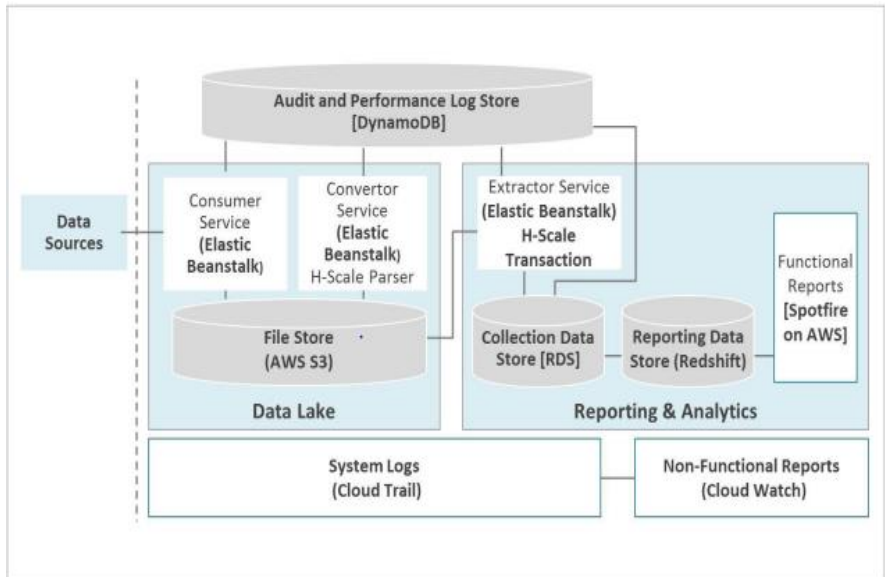 Audit and Performance Log Store
[DynamoDB]
Data
Sources
Consumer
Service
(Elastic
Beanstalk)
Convertor
Service
(Elastic
Beanstalk)
H-Scale Parser
Extractor Service
(Elastic Beanstalk)
H-Scale
Transaction
Functional
Reports
[Spotfire
on AWS]
File Store
(AWS S3)
Collection Data
Store [RDS]
Reporting Data
Store (Redshift)
Data Lake
Reporting & Analytics
System Logs
(Cloud Trail)
Non-Functional Reports
(Cloud Watch)